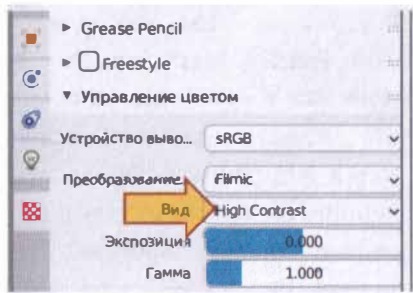 Grease Pencil
Freestyle
Управление цветом
Устройство выво... sRGB
Преобразование... Filmic
Вид High Contrast
Экспозиция 0.000
Гамма 1.000